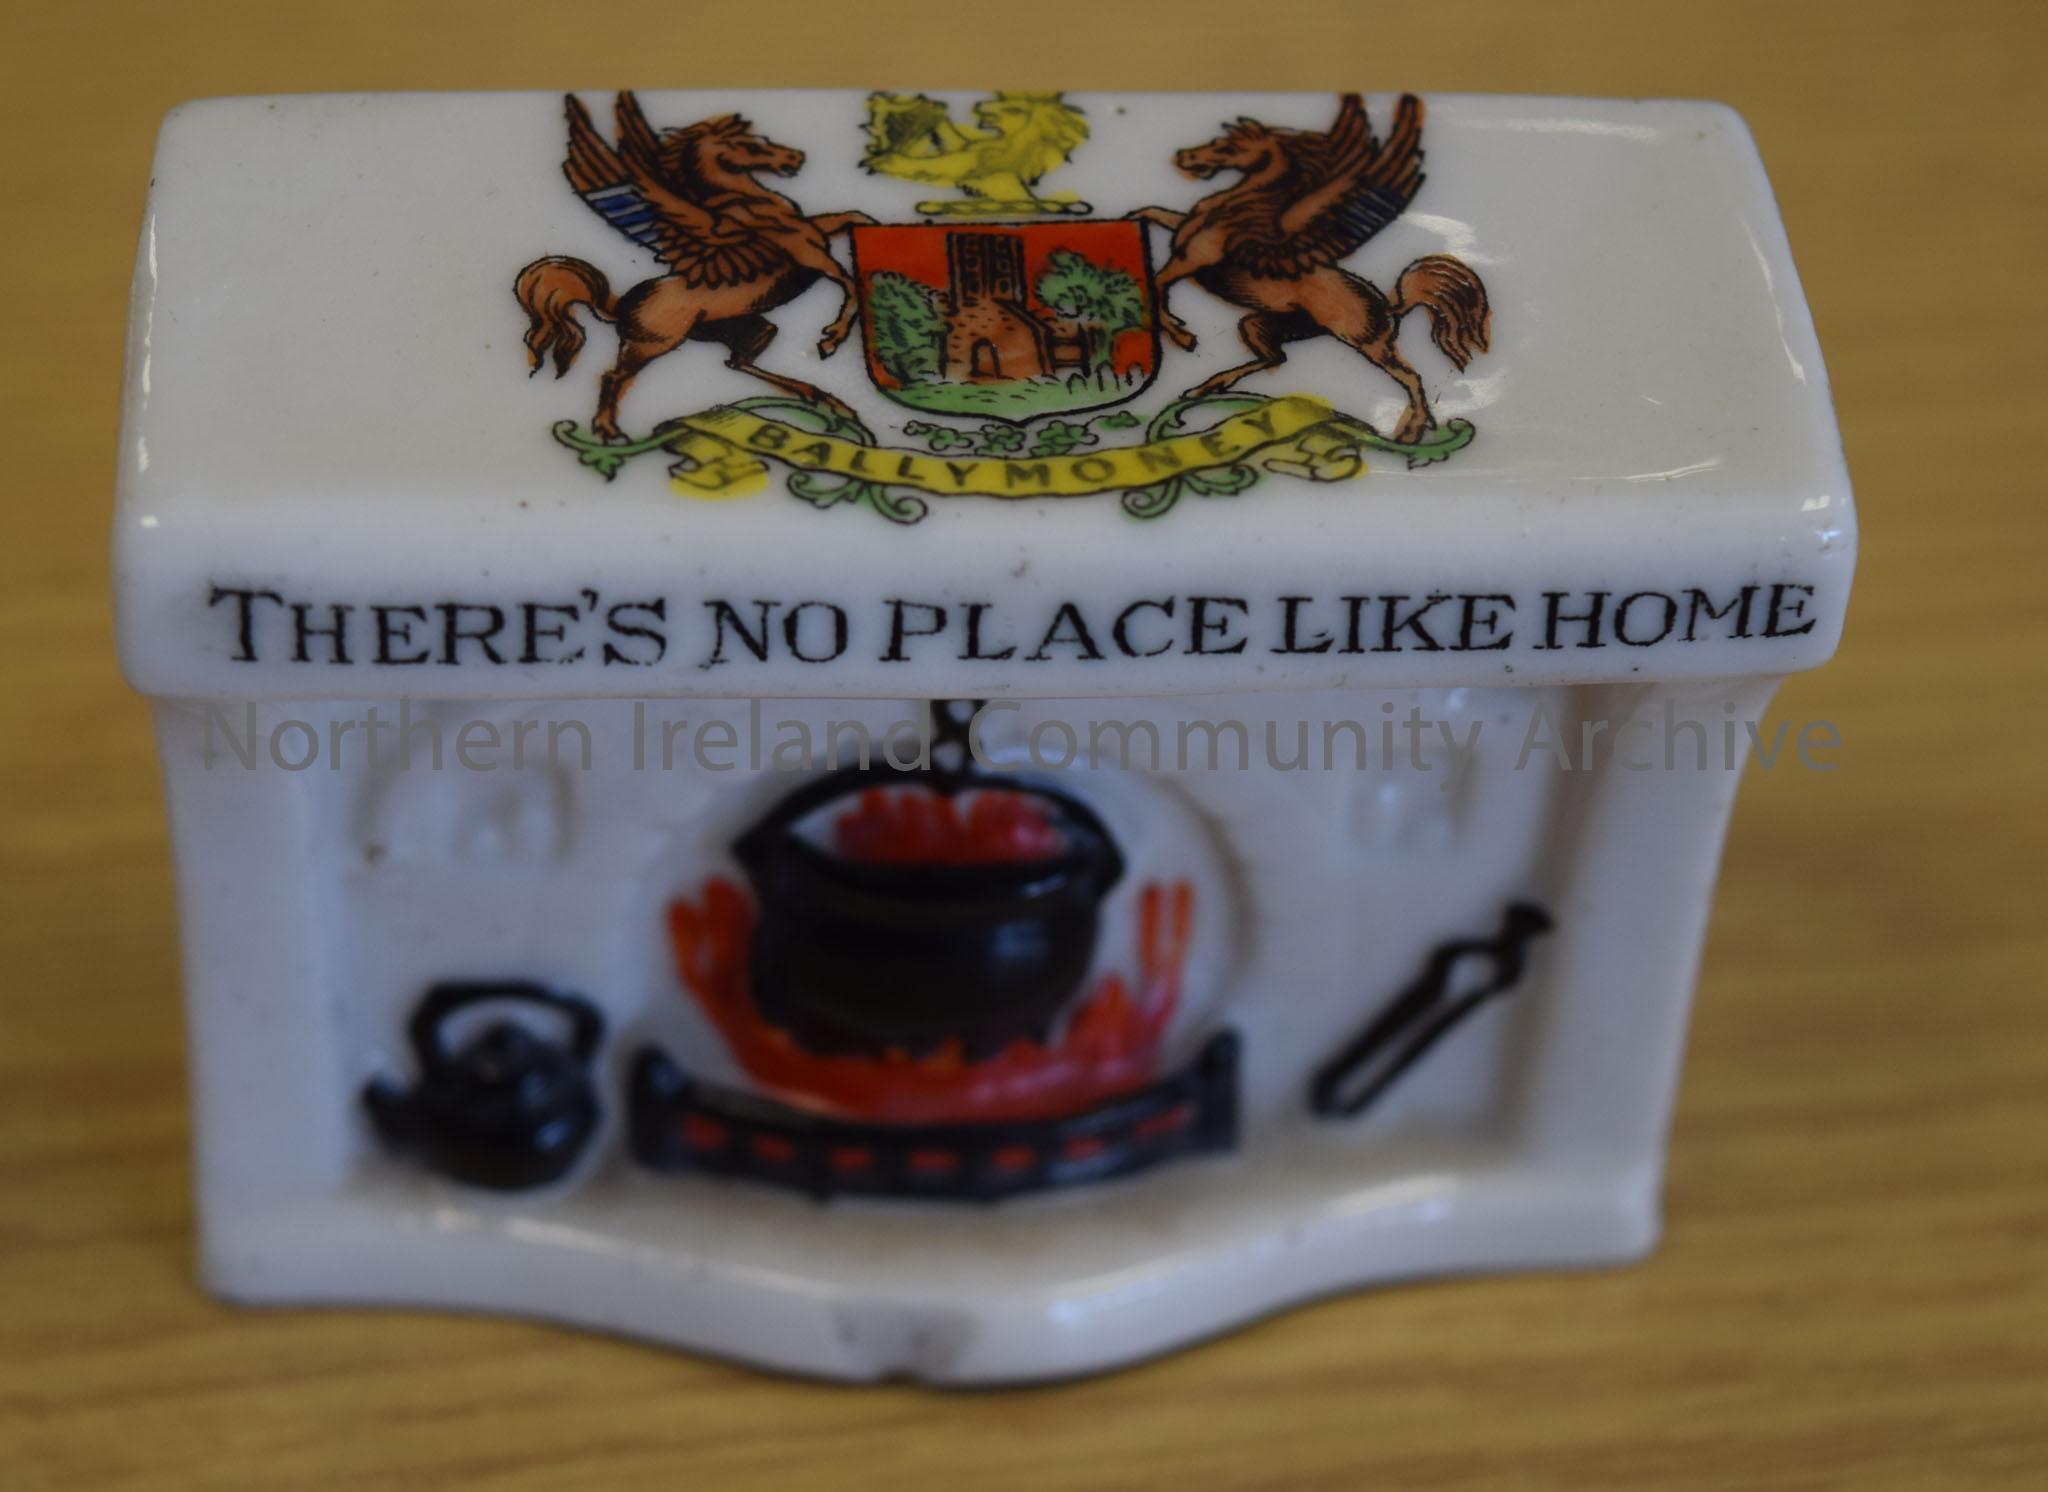 BALLYMONEY
THERE'S NO PLACE LIKE HOME
Northern Ireland Community Archive